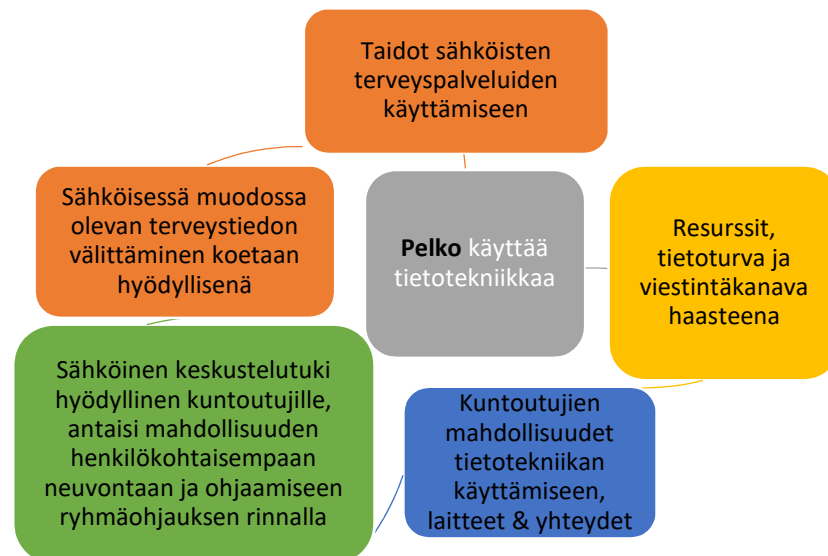 Taidot sähköisten
terveyspalveluiden
käyttämiseen
Sähköisessä muodossa
olevan terveystiedon
välittäminen koetaan
hyödyllisenä
Pelko käyttää
tietotekniikkaa
Resurssit,
tietoturva ja
viestintäkanava
haasteena
Sähköinen keskustelutuki
hyödyllinen kuntoutujille,
antaisi mahdollisuuden
henkilökohtaisempaan
neuvontaan ja ohjaamiseen
ryhmäohjauksen rinnalla
Kuntoutujien
mahdollisuudet
tietotekniikan
käyttämiseen,
laitteet & yhteydet